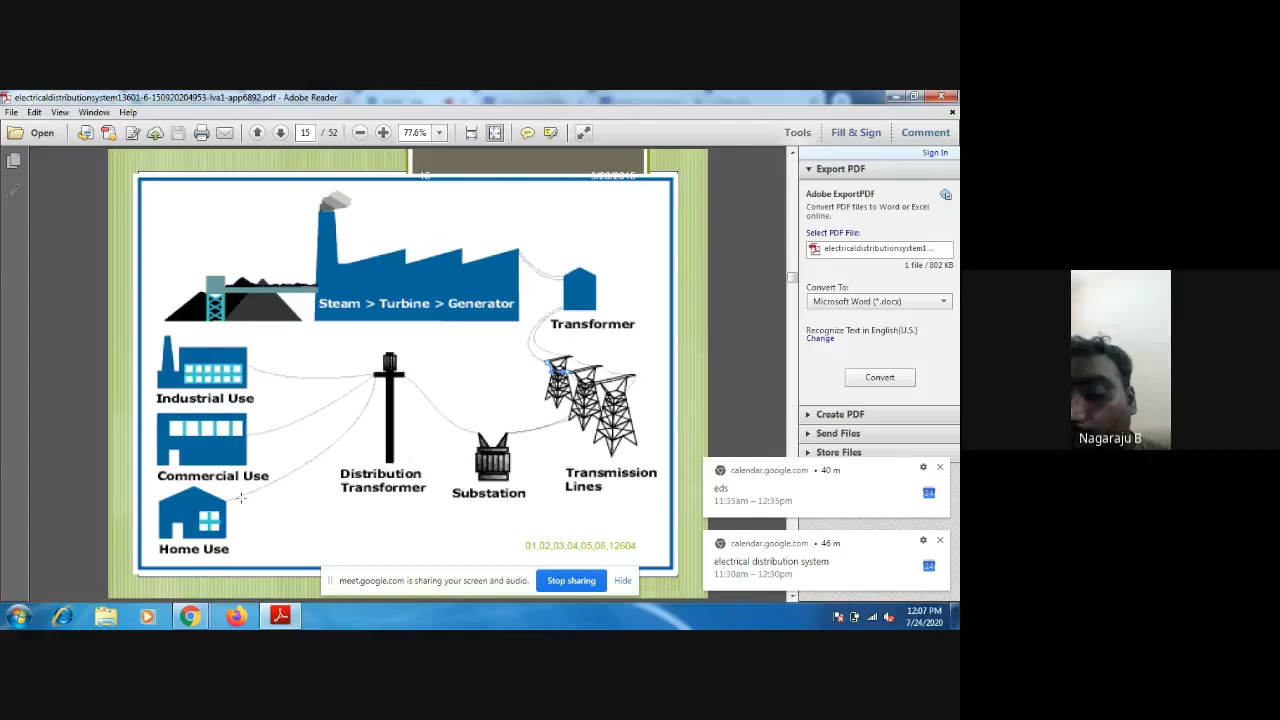 electricaldistributionsystem13601-6-150920204953-lva1-app6892.pdf - Adobe Reader
File Edit View Window Help
Open 15 / 52 77.6% Tools Fill & Sign Comment
Sign In
Export PDF
Adobe ExportPDF
Convert PDF files to Word or Excel
online.
Select PDF File:
electricaldistributionsystem1...
1 file / 802 KB
Convert To:
Microsoft Word (*.docx)
Recognize Text in English(U.S.)
Change
Convert
Create PDF
Send Files
Store Files
15
Steam > Turbine > Generator
Transformer
Industrial Use
Commercial Use
Home Use
Distribution
Transformer
Substation
Transmission
Lines
01,02,03,04,05,06,12604
calendar.google.com • 40 m
eds
11:35am – 12:35pm
24
calendar.google.com • 46 m
electrical distribution system
11:30am – 12:30pm
24
meet.google.com is sharing your screen and audio. Stop sharing Hide
12:07 PM
7/24/2020
Nagaraju B